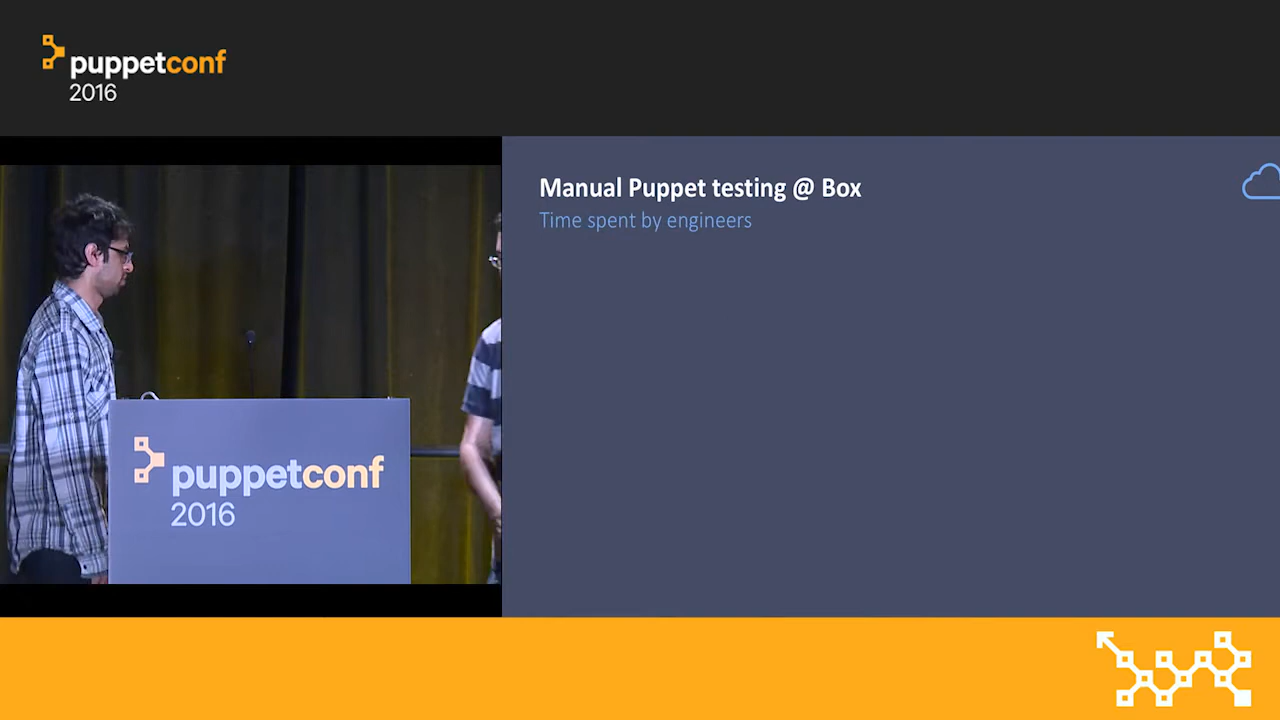 puppetconf
2016
Manual Puppet testing @ Box
Time spent by engineers
puppetconf
2016